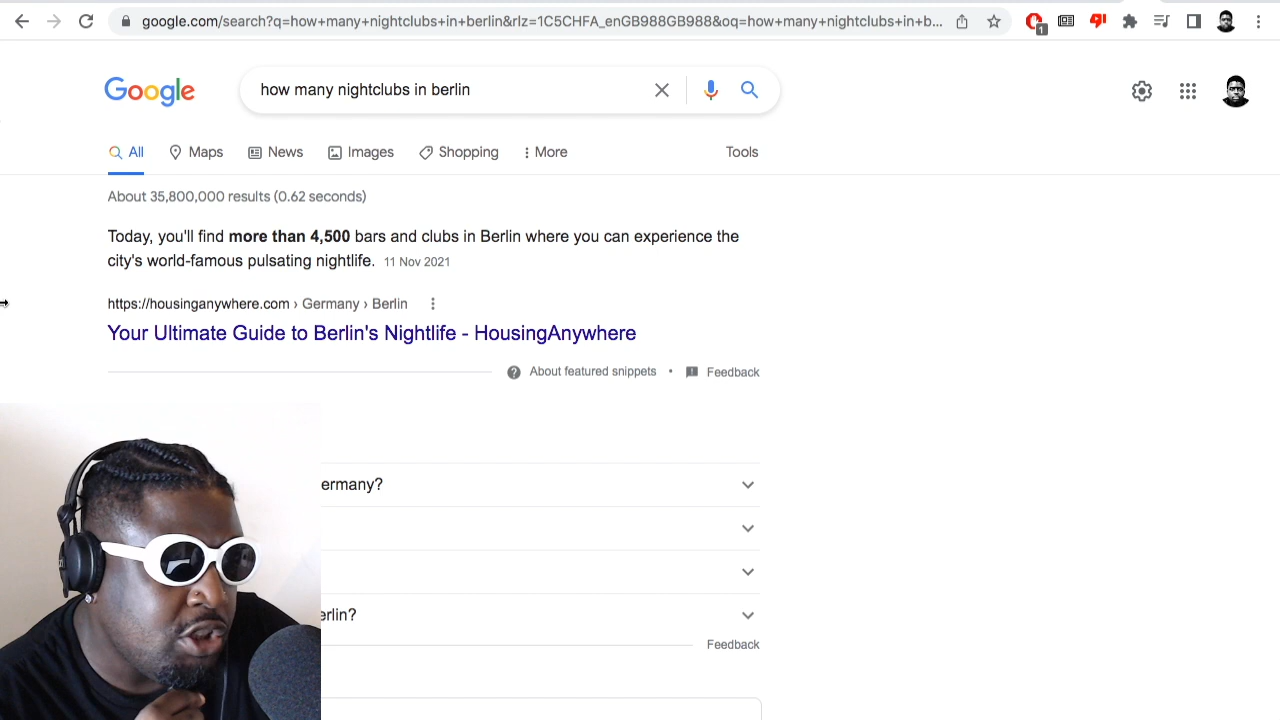 google.com/search?q=how+many+nightclubs+in+berlin&rlz=1C5CHFA_enGB988GB988&oq=how+many+nightclubs+in+b...
1
Google
how many nightclubs in berlin
All
Maps
News
Images
Shopping
More
Tools
About 35,800,000 results (0.62 seconds)
Today, you'll find more than 4,500 bars and clubs in Berlin where you can experience the
city's world-famous pulsating nightlife. 11 Nov 2021
https://housinganywhere.com › Germany › Berlin
Your Ultimate Guide to Berlin's Nightlife - HousingAnywhere
About featured snippets • Feedback
ermany?
erlin?
Feedback